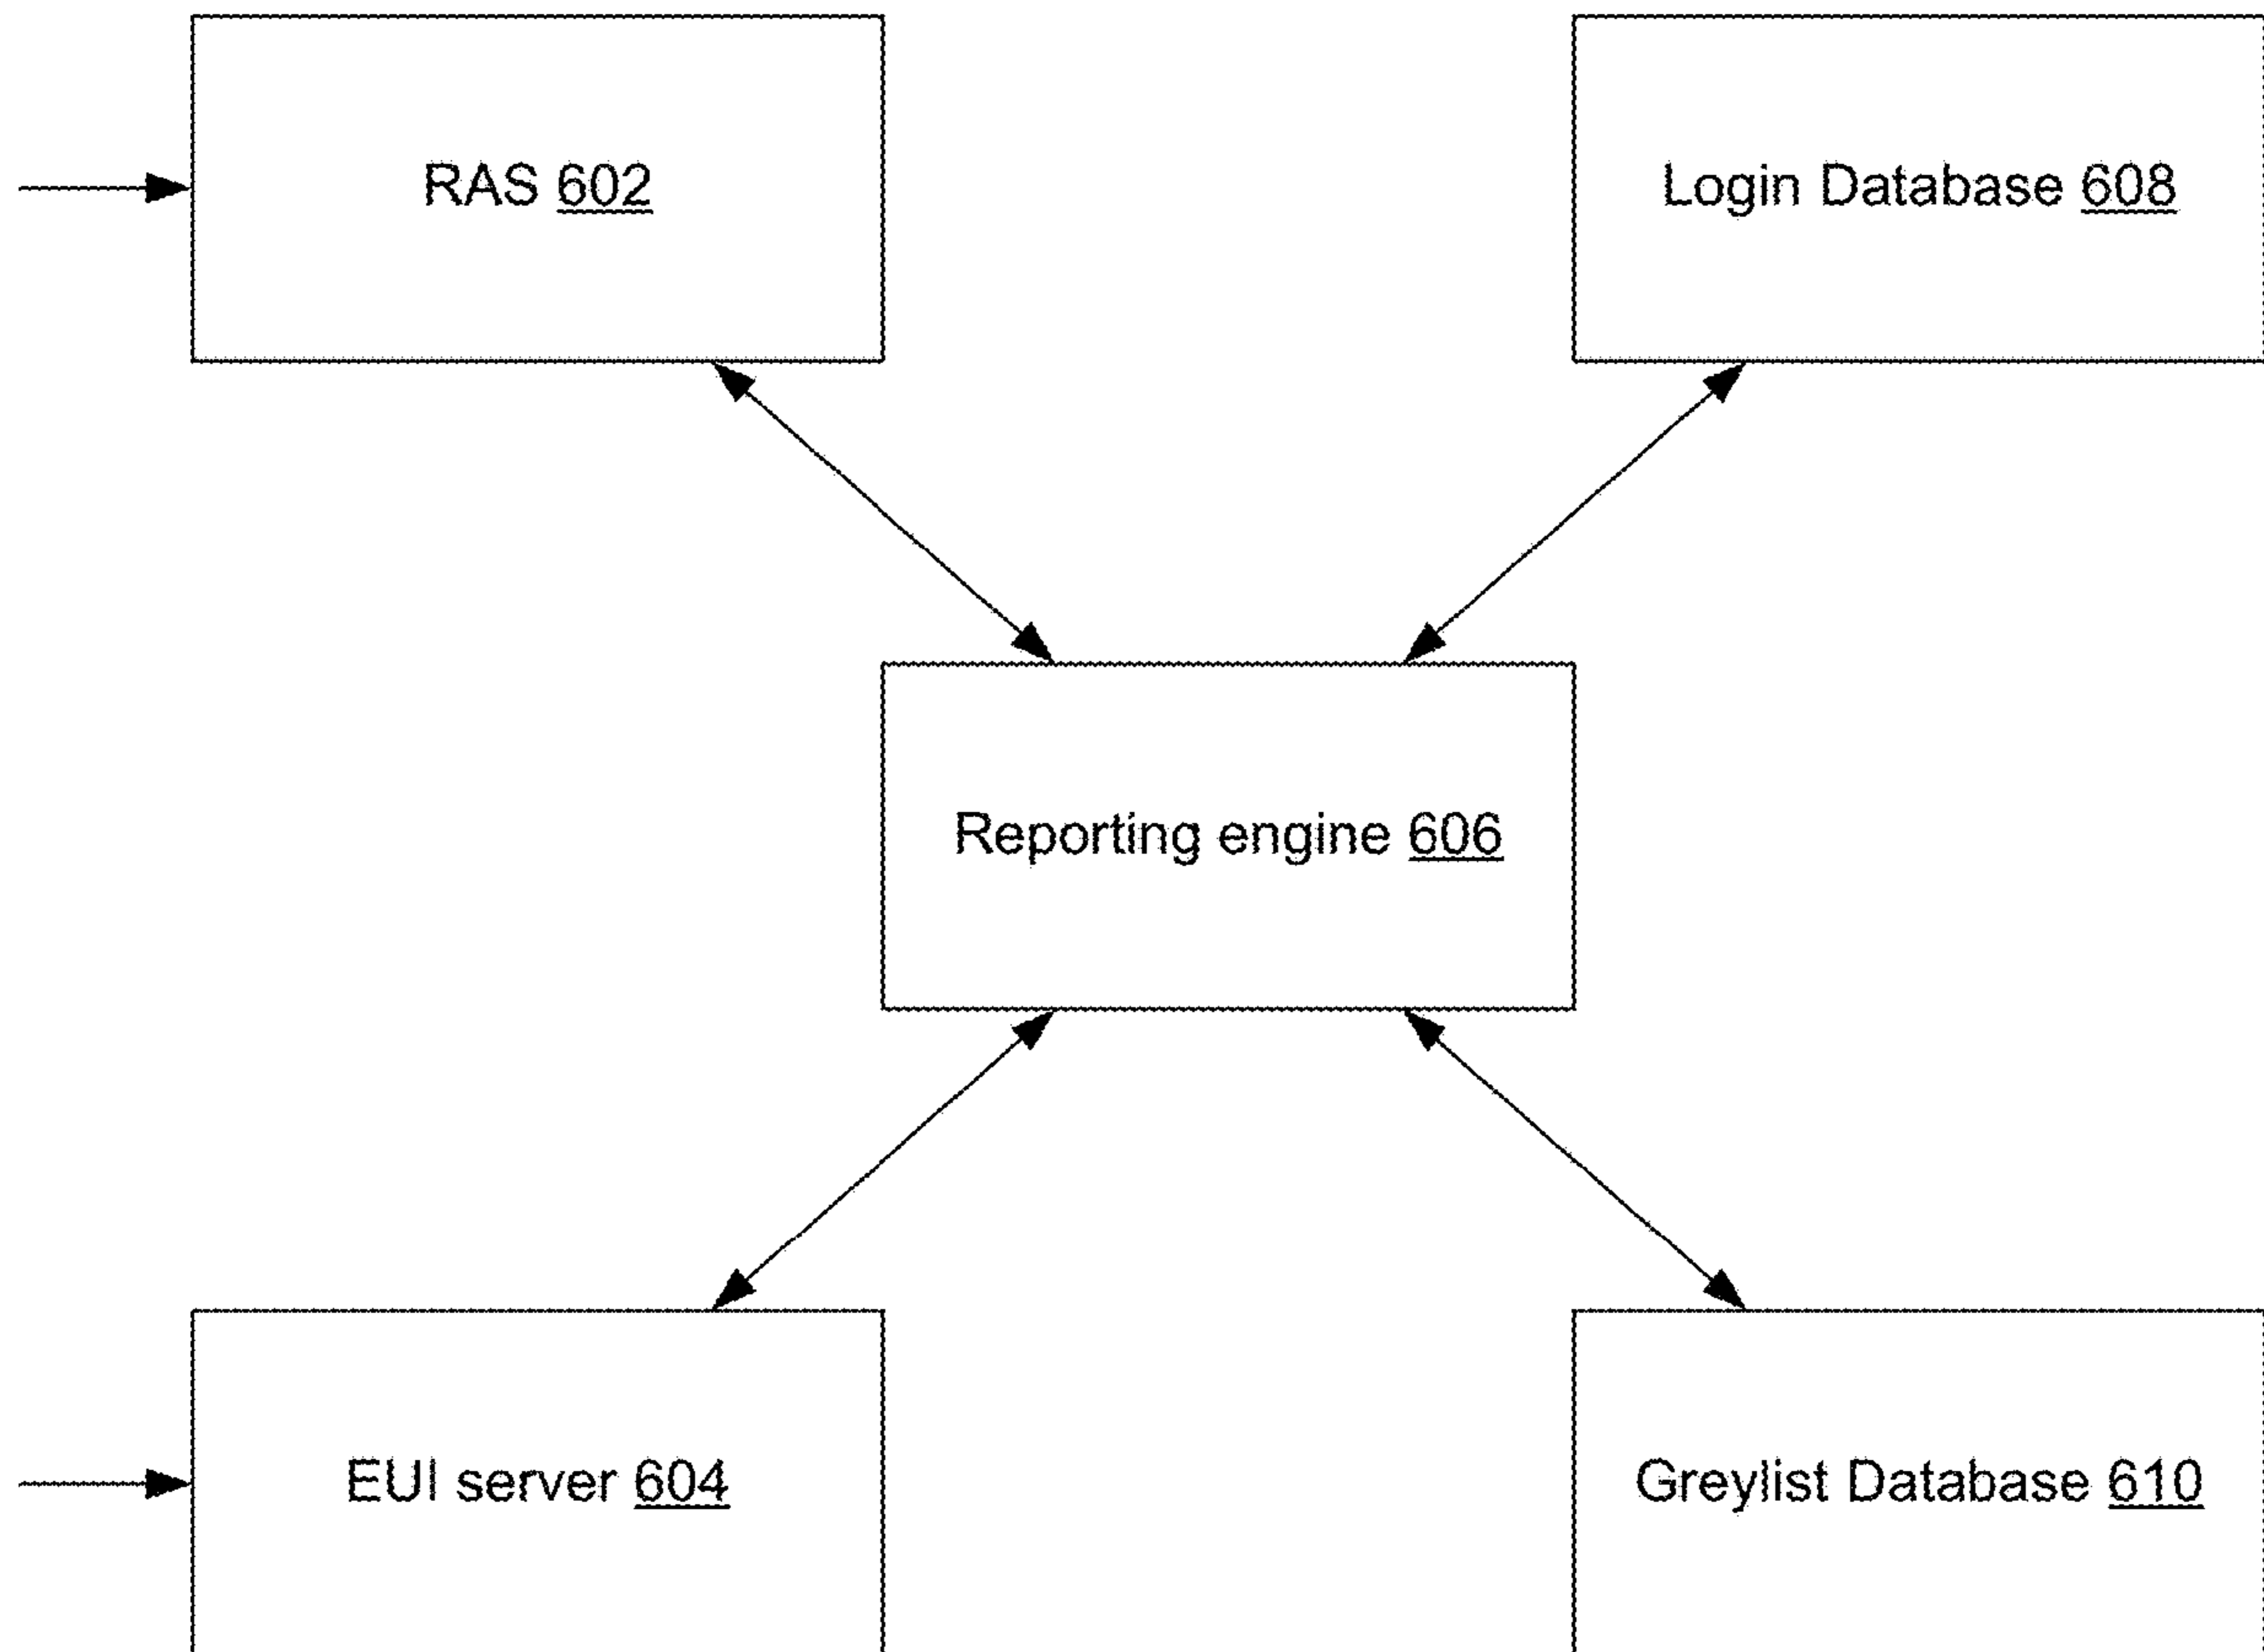 RAS 602
Login Database 608
Reporting engine 606
EUI server 604
Greylist Database 610